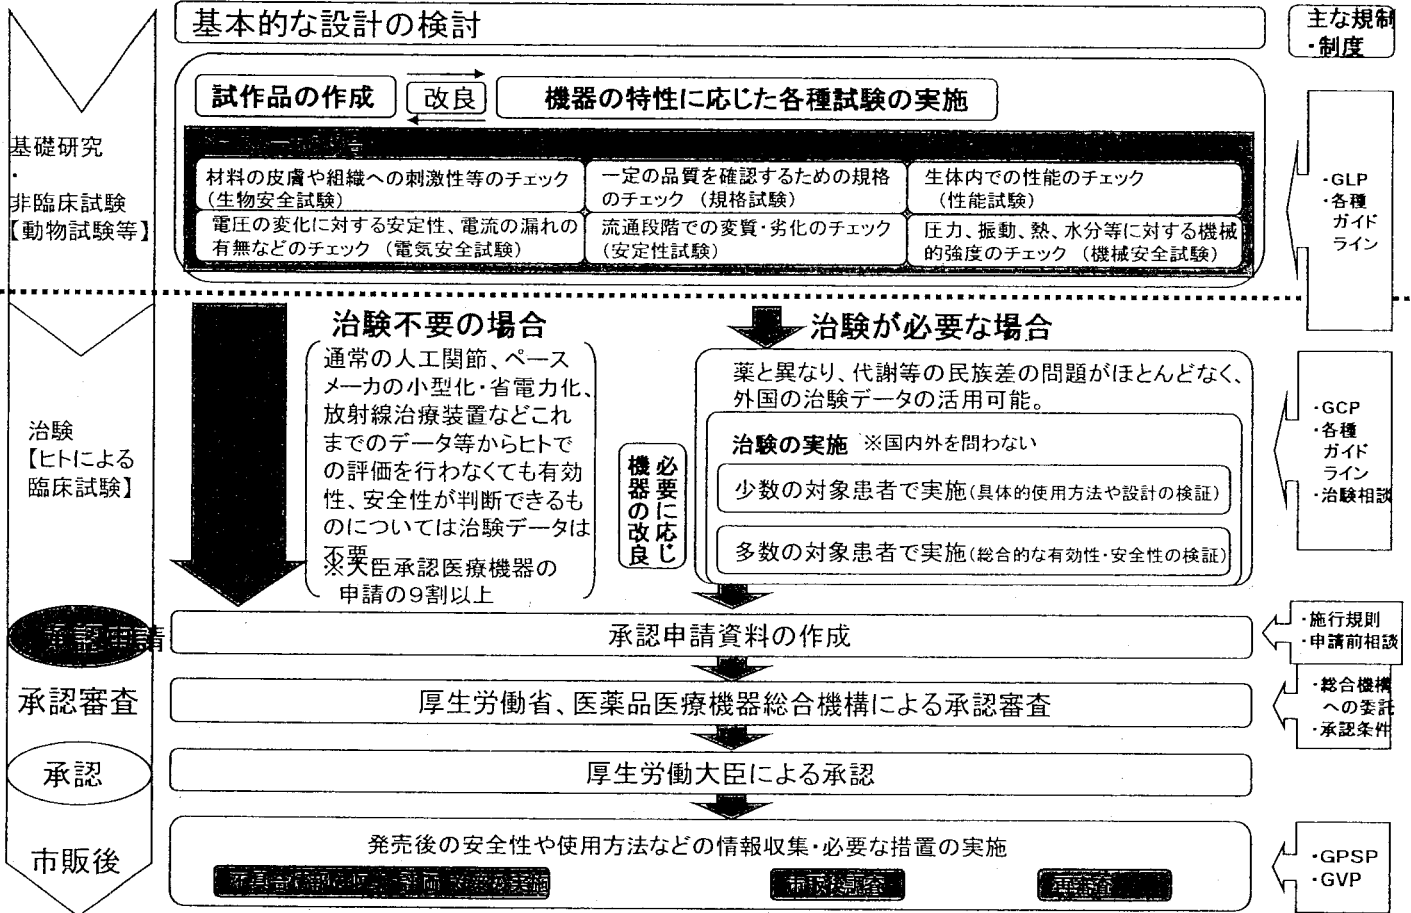 基本的な設計の検討
主な規制
・制度
試作品の作成
改良
機器の特性に応じた各種試験の実施
基礎研究
・
非臨床試験
【動物試験等】
材料の皮膚や組織への刺激性等のチェック
(生物安全試験)
一定の品質を確認するための規格
のチェック (規格試験)
生体内での性能のチェック
(性能試験)
電圧の変化に対する安定性、電流の漏れの
有無などのチェック (電気安全試験)
流通段階での変質・劣化のチェック
(安定性試験)
圧力、振動、熱、水分等に対する機械
的強度のチェック (機械安全試験)
・GLP
・各種
ガイド
ライン
治験不要の場合
通常の人工関節、ペース
メーカの小型化・省電力化、
放射線治療装置などこれ
までのデータ等からヒトで
の評価を行わなくても有効
性、安全性が判断できるも
のについては治験データは
不要
※大臣承認医療機器の
申請の9割以上
治験が必要な場合
薬と異なり、代謝等の民族差の問題がほとんどなく、
外国の治験データの活用可能。
治験の実施 ※国内外を問わない
少数の対象患者で実施(具体的使用方法や設計の検証)
多数の対象患者で実施(総合的な有効性・安全性の検証)
必要に応じ
機器の改良
治験
【ヒトによる
臨床試験】
・GCP
・各種
ガイド
ライン
・治験相談
承認申請
承認申請資料の作成
・施行規則
・申請前相談
承認審査
厚生労働省、医薬品医療機器総合機構による承認審査
・総合機構
への委託
・承認条件
承認
厚生労働大臣による承認
市販後
発売後の安全性や使用方法などの情報収集・必要な措置の実施
市販後調査
再審査
・GPSP
・GVP